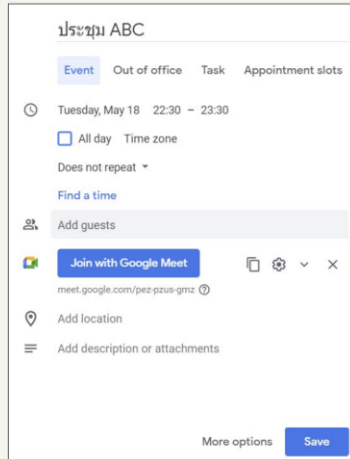 ประชุม ABC
Event Out of office Task Appointment slots
Tuesday, May 18 22:30 – 23:30
All day Time zone
Does not repeat
Find a time
Add guests
Join with Google Meet
meet.google.com/pez-pzus-gmz
Add location
Add description or attachments
More options Save